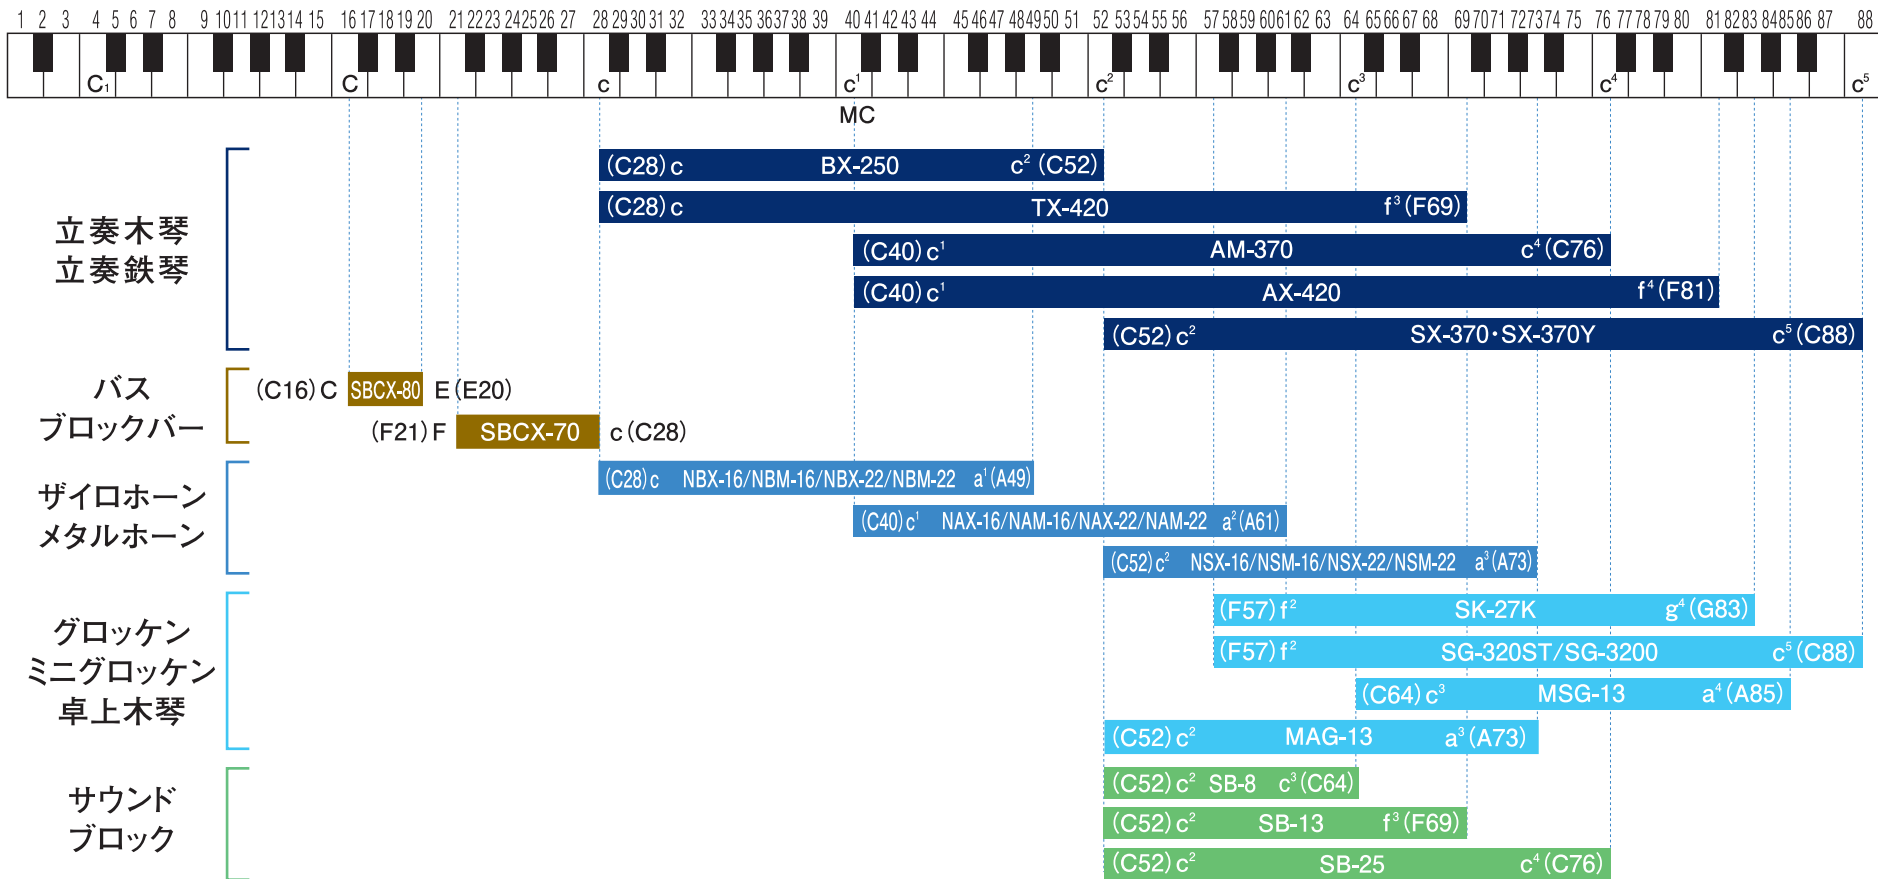 1 2 3 4 5 6 7 8 9 10 11 12 13 14 15 16 17 18 19 20 21 22 23 24 25 26 27 28 29 30 31 32 33 34 35 36 37 38 39 40 41 42 43 44 45 46 47 48 49 50 51 52 53 54 55 56 57 58 59 60 61 62 63 64 65 66 67 68 69 70 71 72 73 74 75 76 77 78 79 80 81 82 83 84 85 86 87 88
C₁ C c c¹ c² c³ c⁴ c⁵
MC
立奏木琴
立奏鉄琴
(C28) c BX-250 c² (C52)
(C28) c TX-420 f³ (F69)
(C40) c¹ AM-370 c⁴ (C76)
(C40) c¹ AX-420 f⁴ (F81)
(C52) c² SX-370・SX-370Y c⁵ (C88)
バス
ブロックバー
(C16) C SBCX-80 E (E20)
(F21) F SBCX-70 c (C28)
ザイロホーン
メタルホーン
(C28) c NBX-16/NBM-16/NBX-22/NBM-22 a¹ (A49)
(C40) c¹ NAX-16/NAM-16/NAX-22/NAM-22 a² (A61)
(C52) c² NSX-16/NSM-16/NSX-22/NSM-22 a³ (A73)
グロッケン
ミニグロッケン
卓上木琴
(F57) f² SK-27K g⁴ (G83)
(F57) f² SG-320ST/SG-3200 c⁵ (C88)
(C64) c³ MSG-13 a⁴ (A85)
(C52) c² MAG-13 a³ (A73)
サウンド
ブロック
(C52) c² SB-8 c³ (C64)
(C52) c² SB-13 f³ (F69)
(C52) c² SB-25 c⁴ (C76)